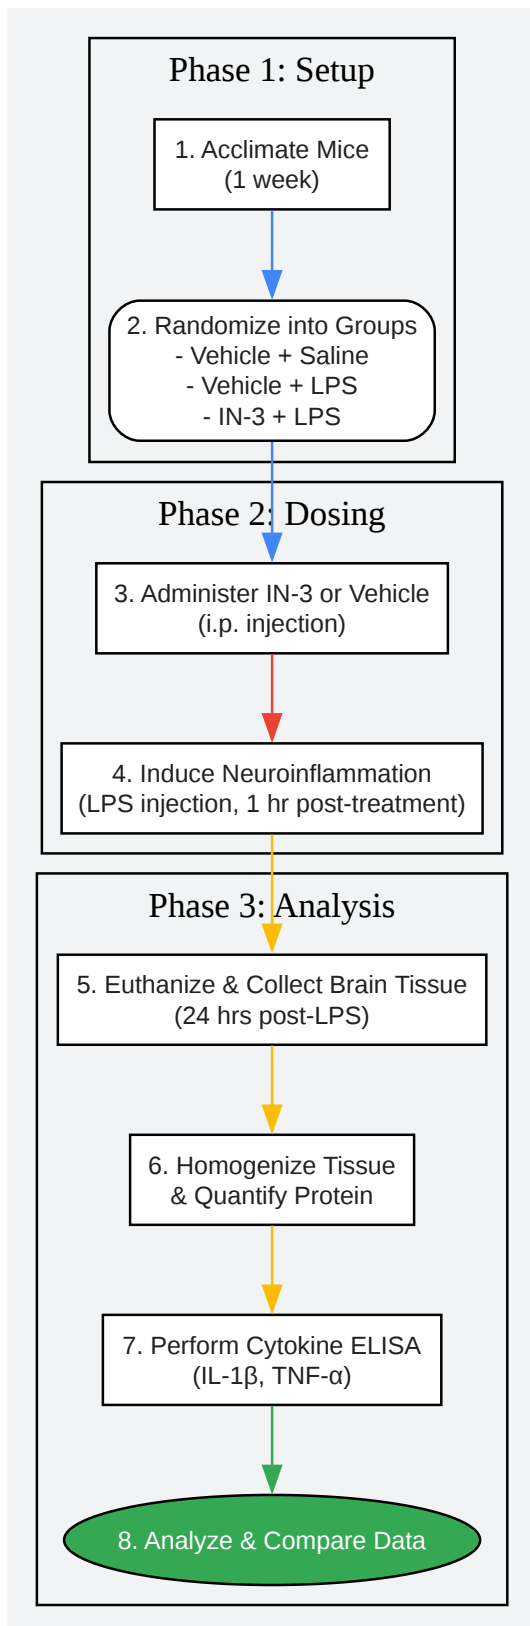 Phase 1: Setup
1. Acclimate Mice
(1 week)
2. Randomize into Groups
- Vehicle + Saline
- Vehicle + LPS
- IN-3 + LPS
Phase 2: Dosing
3. Administer IN-3 or Vehicle
(i.p. injection)
4. Induce Neuroinflammation
(LPS injection, 1 hr post-treatment)
Phase 3: Analysis
5. Euthanize & Collect Brain Tissue
(24 hrs post-LPS)
6. Homogenize Tissue
& Quantify Protein
7. Perform Cytokine ELISA
(IL-1β, TNF-α)
8. Analyze & Compare Data